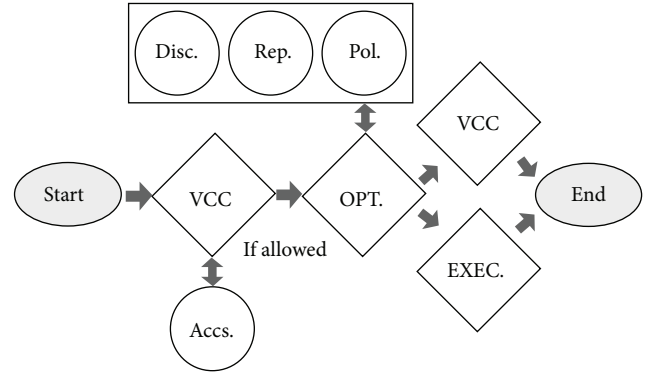 Disc.
Rep.
Pol.
VCC
Start
VCC
OPT.
End
If allowed
EXEC.
Accs.